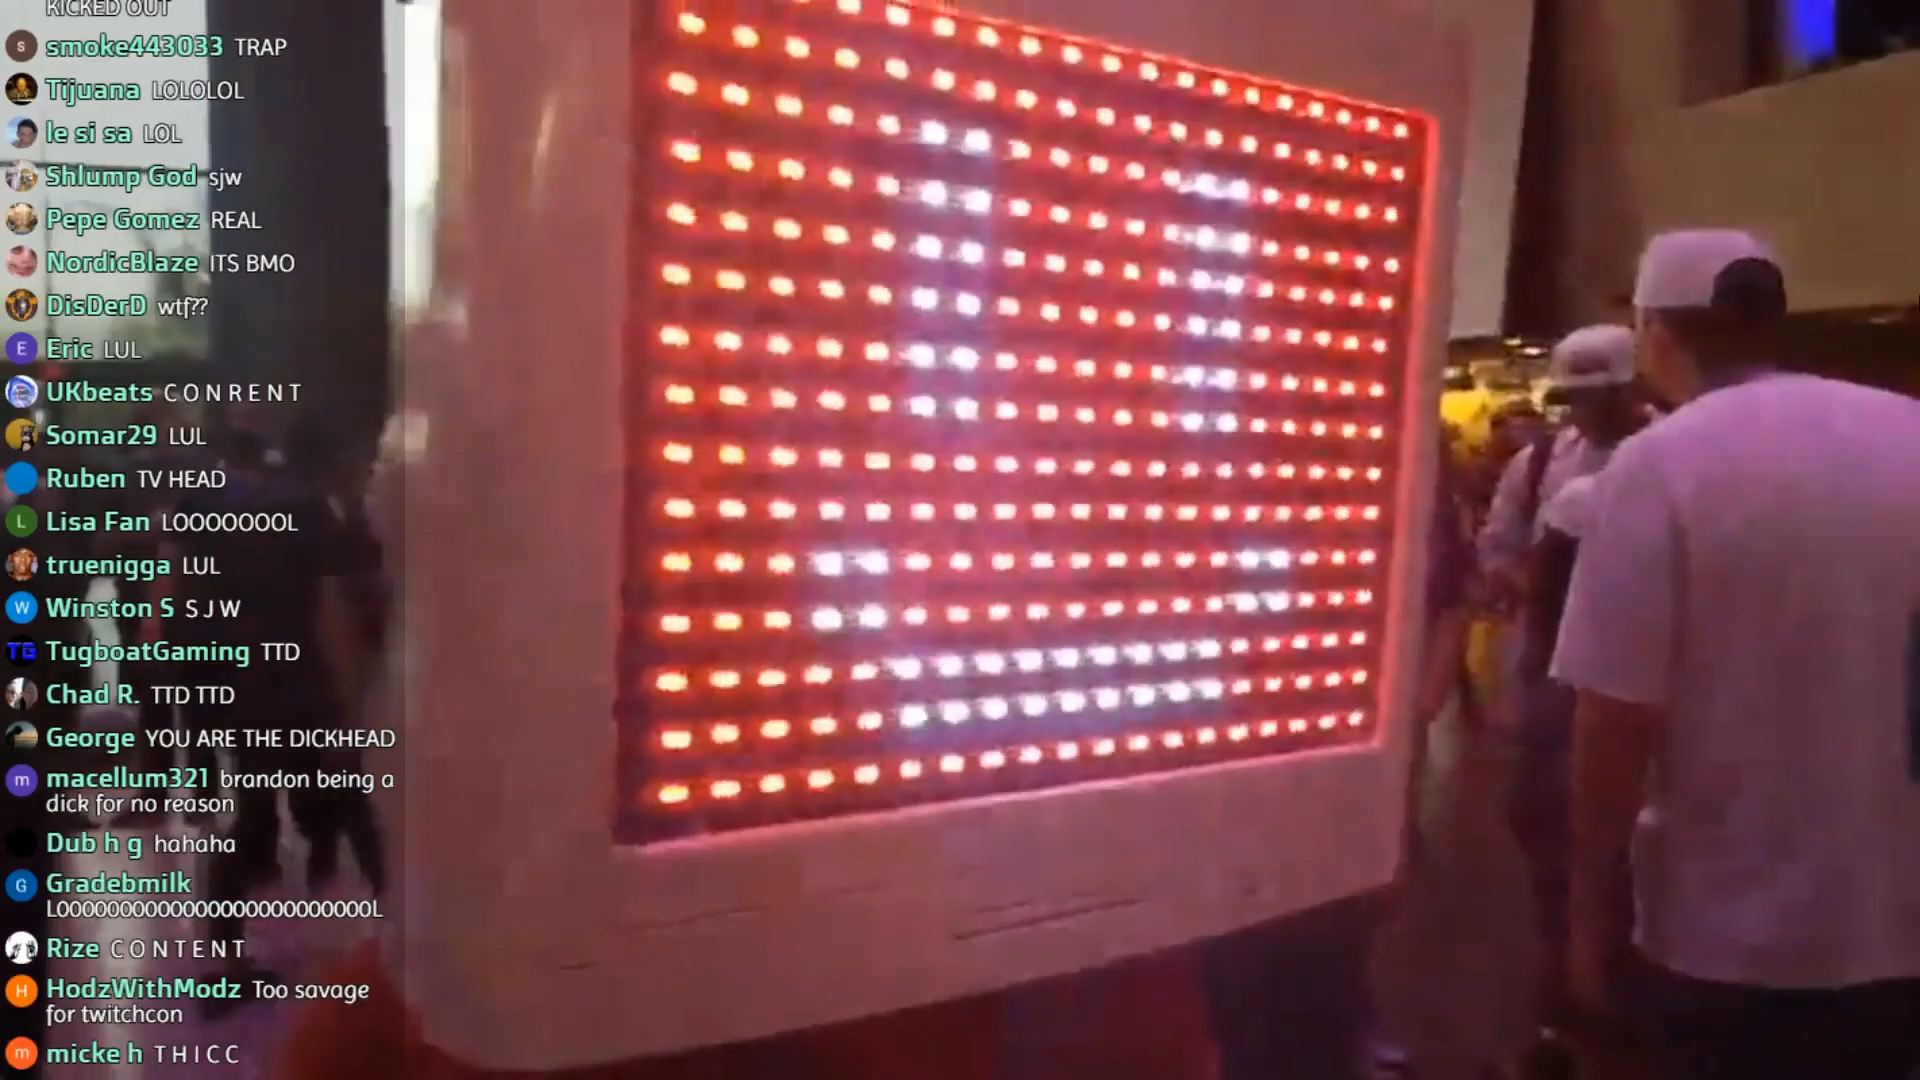 KICKED OUT
S smoke443033 TRAP
Tijuana LOLOLOL
le si sa LOL
Shlump God sjw
Pepe Gomez REAL
NordicBlaze ITS BMO
DisDerD wtf??
E Eric LUL
UKbeats C O N R E N T
Somar29 LUL
Ruben TV HEAD
L Lisa Fan LOOOOOOOL
truenigga LUL
W Winston S S J W
TG TugboatGaming TTD
Chad R. TTD TTD
George YOU ARE THE DICKHEAD
m macellum321 brandon being a
dick for no reason
Dub h g hahaha
G Gradebmilk
LOOOOOOOOOOOOOOOOOOOOOOOOOL
Rize C O N T E N T
H HodzWithModz Too savage
for twitchcon
m micke h T H I C C